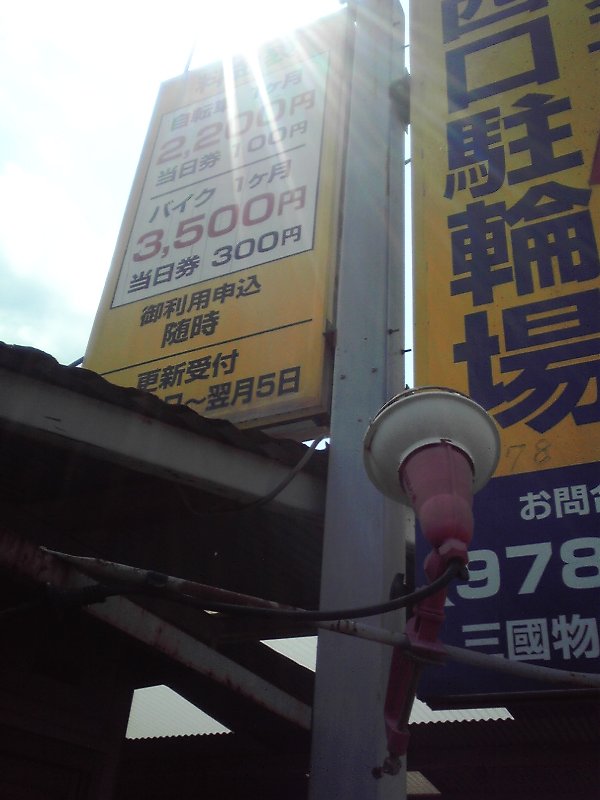 自転車 1ヶ月
2,200円
当日券 100円
バイク 1ヶ月
3,500円
当日券 300円
御利用申込
随時
更新受付
日〜翌月5日
西口駐輪場
78
お問合
978
三國物